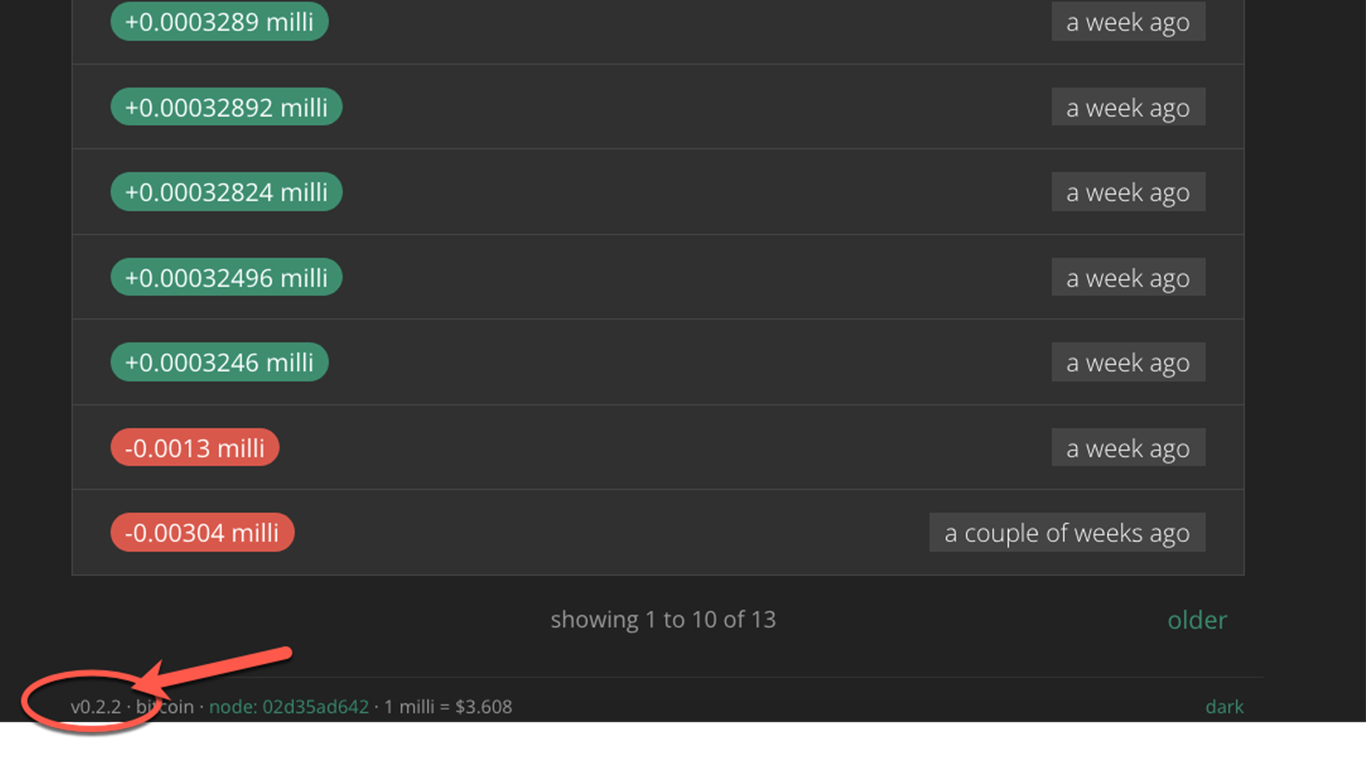 +0.0003289 milli a week ago
+0.00032892 milli a week ago
+0.00032824 milli a week ago
+0.00032496 milli a week ago
+0.0003246 milli a week ago
-0.0013 milli a week ago
-0.00304 milli a couple of weeks ago
showing 1 to 10 of 13 older
v0.2.2 · bitcoin · node: 02d35ad642 · 1 milli = $3.608 dark